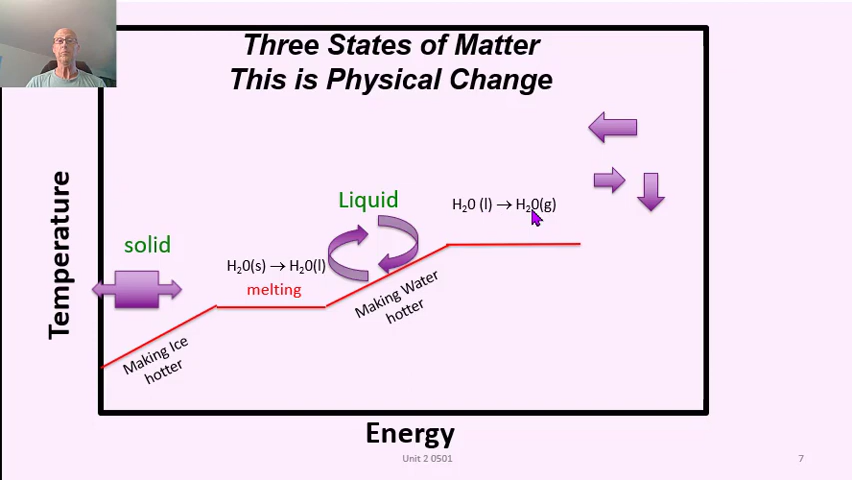 Three States of Matter
This is Physical Change
Temperature
solid
Liquid
H₂0 (l) → H₂0(g)
H₂0(s) → H₂0(l)
melting
Making Ice
hotter
Making Water
hotter
Energy
Unit 2 0501
7